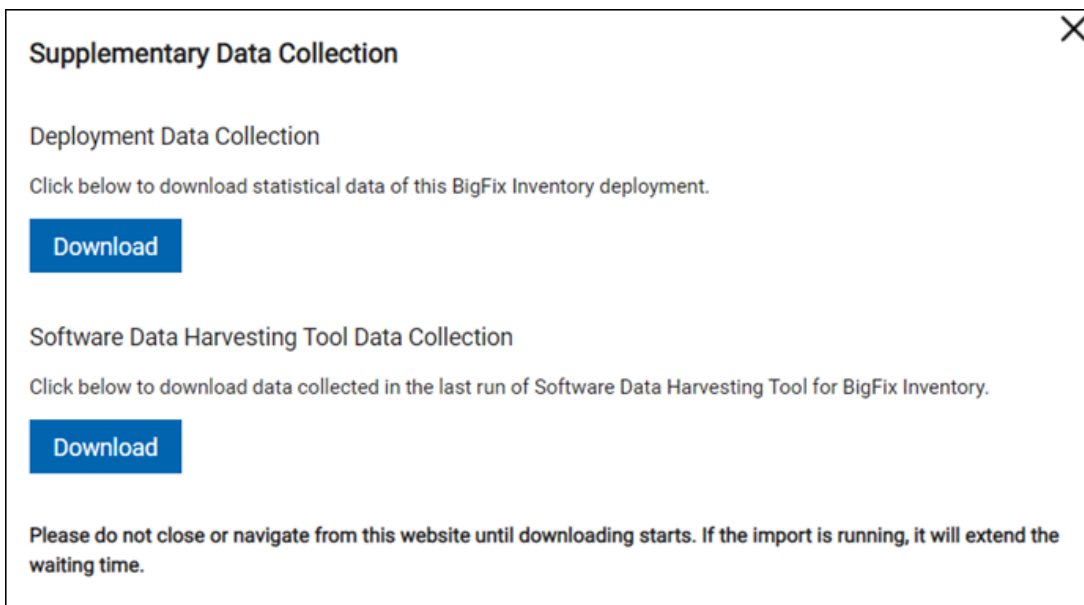 Supplementary Data Collection
Deployment Data Collection
Click below to download statistical data of this BigFix Inventory deployment.
Download
Software Data Harvesting Tool Data Collection
Click below to download data collected in the last run of Software Data Harvesting Tool for BigFix Inventory.
Download
Please do not close or navigate from this website until downloading starts. If the import is running, it will extend the
waiting time.